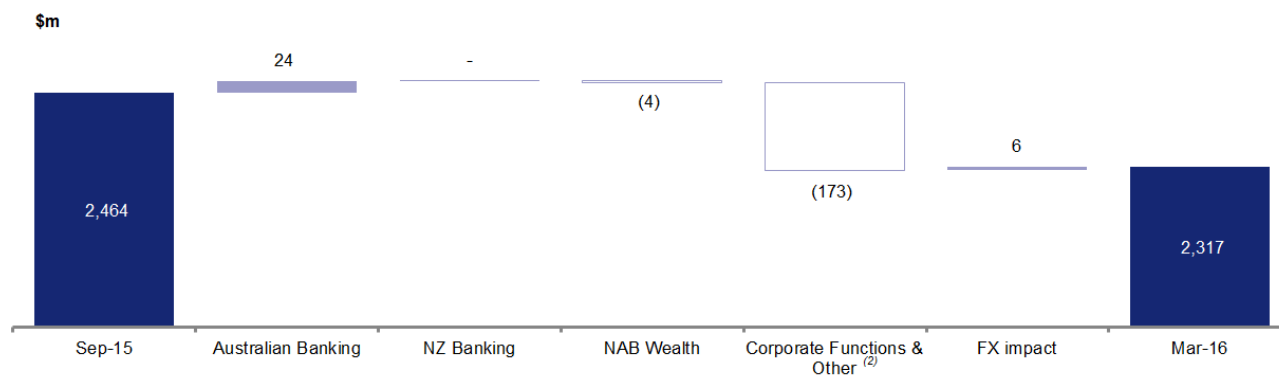 $m
24
-
(4)
(173)
6
2,464
2,317
Sep-15
Australian Banking
NZ Banking
NAB Wealth
Corporate Functions &
Other (2)
FX impact
Mar-16